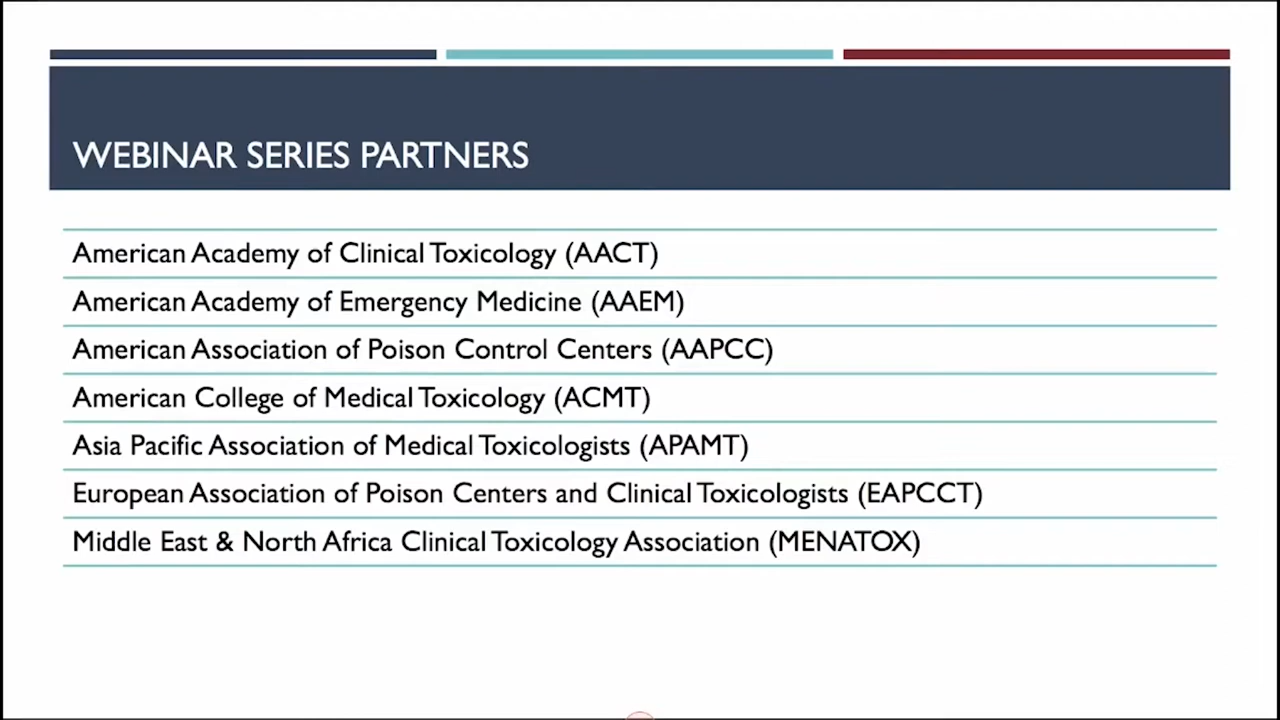 WEBINAR SERIES PARTNERS
American Academy of Clinical Toxicology (AACT)
American Academy of Emergency Medicine (AAEM)
American Association of Poison Control Centers (AAPCC)
American College of Medical Toxicology (ACMT)
Asia Pacific Association of Medical Toxicologists (APAMT)
European Association of Poison Centers and Clinical Toxicologists (EAPCCT)
Middle East & North Africa Clinical Toxicology Association (MENATOX)